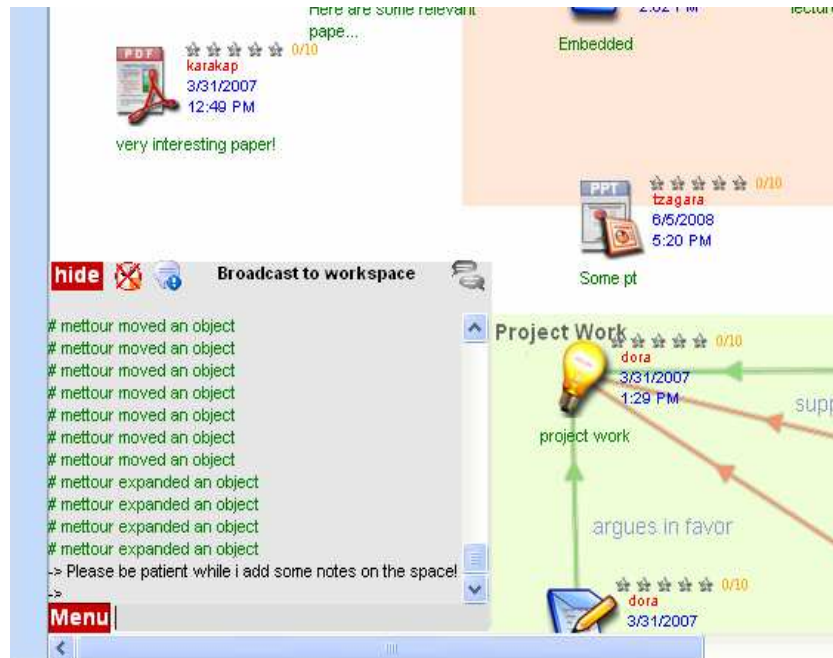 Here are some relevant
pape...
2:02 PM
lecture
Embedded
PDF
0/10
karakap
3/31/2007
12:49 PM
very interesting paper!
PPT
0/10
tzagara
6/5/2008
5:20 PM
Some pt
hide
Broadcast to workspace
# mettour moved an object
# mettour moved an object
# mettour moved an object
# mettour moved an object
# mettour moved an object
# mettour moved an object
# mettour moved an object
# mettour expanded an object
# mettour expanded an object
# mettour expanded an object
# mettour expanded an object
-> Please be patient while i add some notes on the space!
->
Menu
Project Work
0/10
dora
3/31/2007
1:29 PM
project work
supp
argues in favor
0/10
dora
3/31/2007